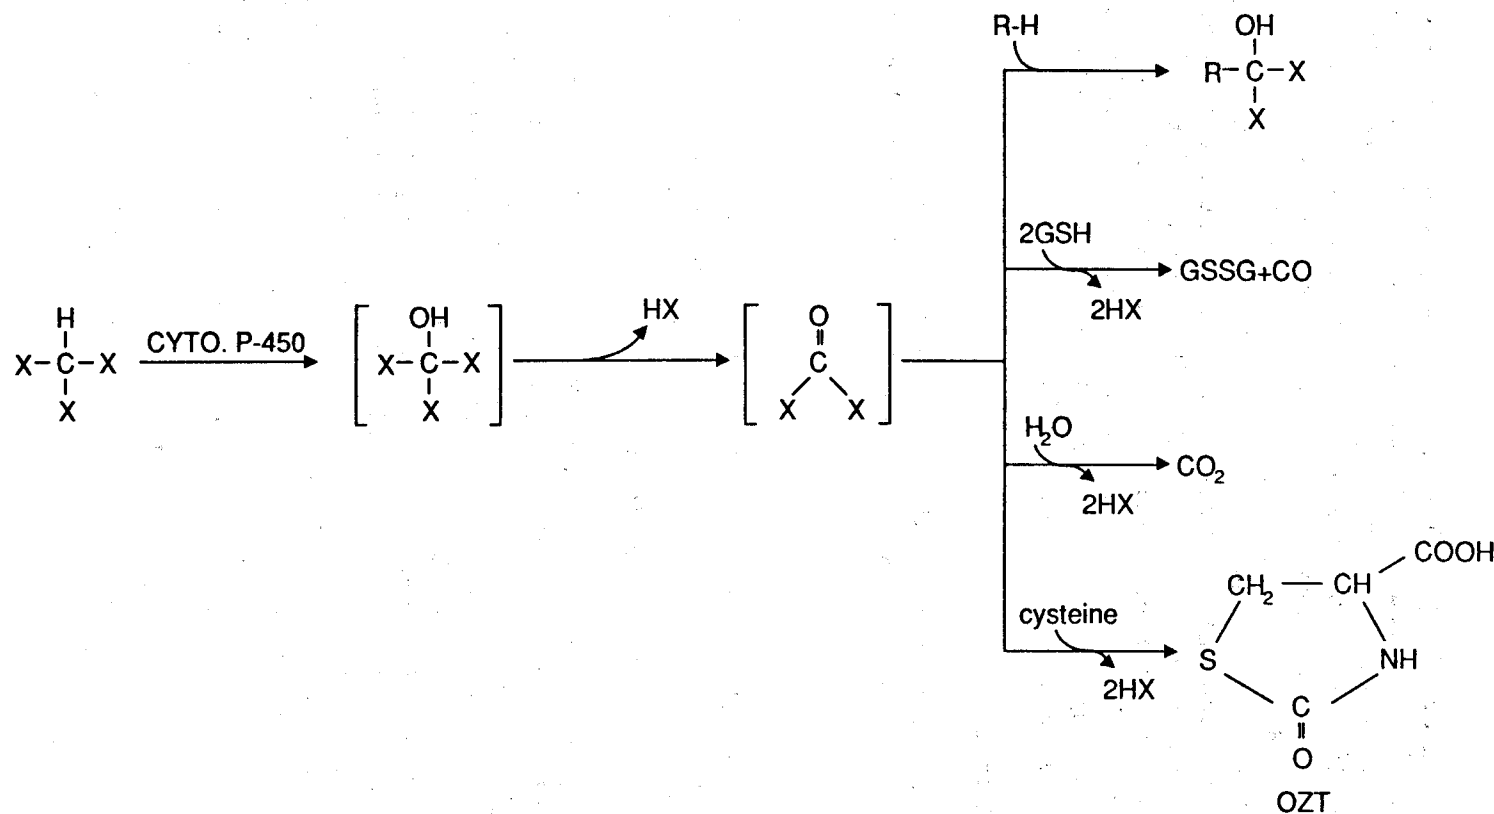 R-H
OH
R-C-X
X
2GSH
GSSG+CO
2HX
H
X-C-X
X
CYTO. P-450
OH
X-C-X
X
HX
O
C
X X
H₂O
CO₂
2HX
COOH
CH₂ — CH
cysteine
S
NH
2HX
C
O
OZT